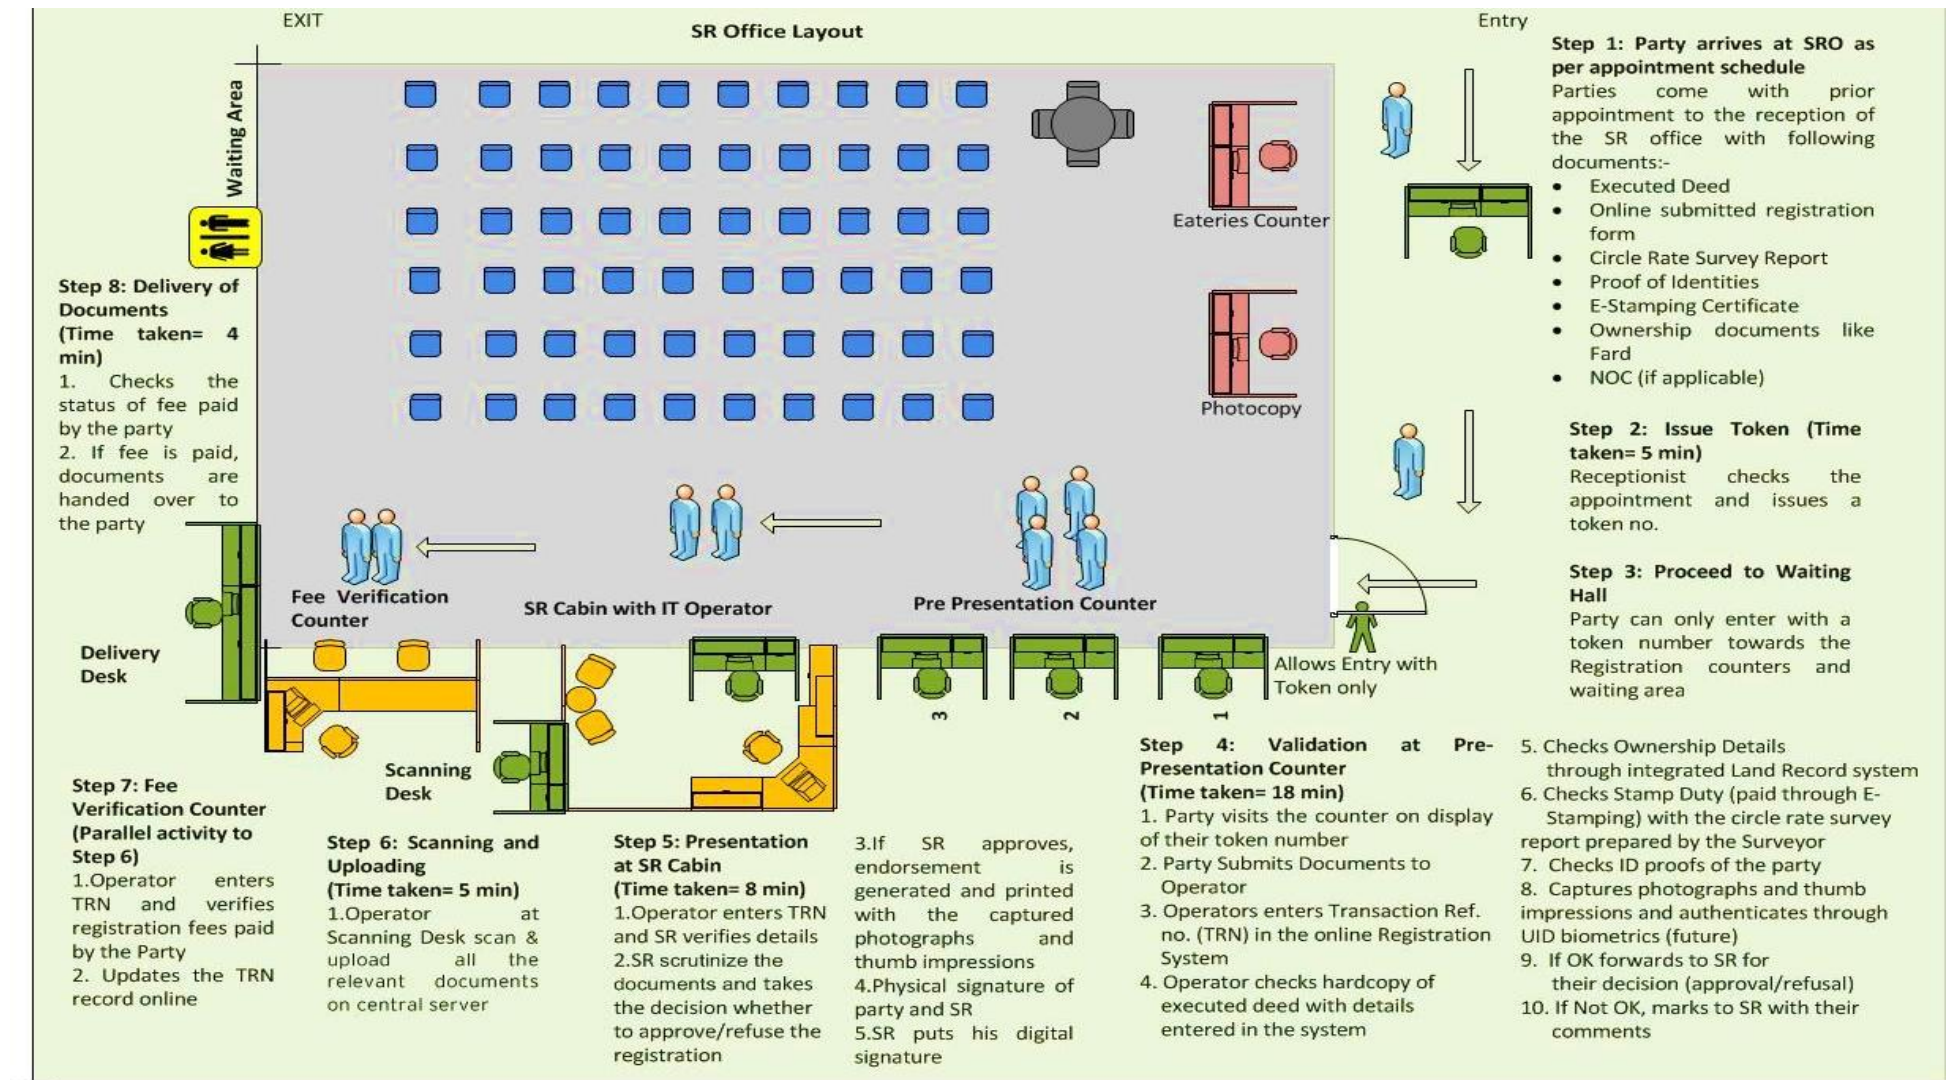 EXIT
SR Office Layout
Entry
Step 1: Party arrives at SRO as
per appointment schedule
Parties come with prior
appointment to the reception of
the SR office with following
documents:-
• Executed Deed
• Online submitted registration
form
• Circle Rate Survey Report
• Proof of Identities
• E-Stamping Certificate
• Ownership documents like
Fard
• NOC (if applicable)
Step 2: Issue Token (Time
taken= 5 min)
Receptionist checks the
appointment and issues a
token no.
Step 3: Proceed to Waiting
Hall
Party can only enter with a
token number towards the
Registration counters and
waiting area
Waiting Area
Eateries Counter
Photocopy
Step 8: Delivery of
Documents
(Time taken= 4
min)
1. Checks the
status of fee paid
by the party
2. If fee is paid,
documents are
handed over to
the party
Fee Verification
Counter
SR Cabin with IT Operator
Pre Presentation Counter
Delivery
Desk
Allows Entry with
Token only
3
2
1
Scanning
Desk
Step 7: Fee
Verification Counter
(Parallel activity to
Step 6)
1.Operator enters
TRN and verifies
registration fees paid
by the Party
2. Updates the TRN
record online
Step 6: Scanning and
Uploading
(Time taken= 5 min)
1.Operator at
Scanning Desk scan &
upload all the
relevant documents
on central server
Step 5: Presentation
at SR Cabin
(Time taken= 8 min)
1.Operator enters TRN
and SR verifies details
2.SR scrutinize the
documents and takes
the decision whether
to approve/refuse the
registration
3.If SR approves,
endorsement is
generated and printed
with the captured
photographs and
thumb impressions
4.Physical signature of
party and SR
5.SR puts his digital
signature
Step 4: Validation at Pre-
Presentation Counter
(Time taken= 18 min)
1. Party visits the counter on display
of their token number
2. Party Submits Documents to
Operator
3. Operators enters Transaction Ref.
no. (TRN) in the online Registration
System
4. Operator checks hardcopy of
executed deed with details
entered in the system
5. Checks Ownership Details
through integrated Land Record system
6. Checks Stamp Duty (paid through E-
Stamping) with the circle rate survey
report prepared by the Surveyor
7. Checks ID proofs of the party
8. Captures photographs and thumb
impressions and authenticates through
UID biometrics (future)
9. If OK forwards to SR for
their decision (approval/refusal)
10. If Not OK, marks to SR with their
comments